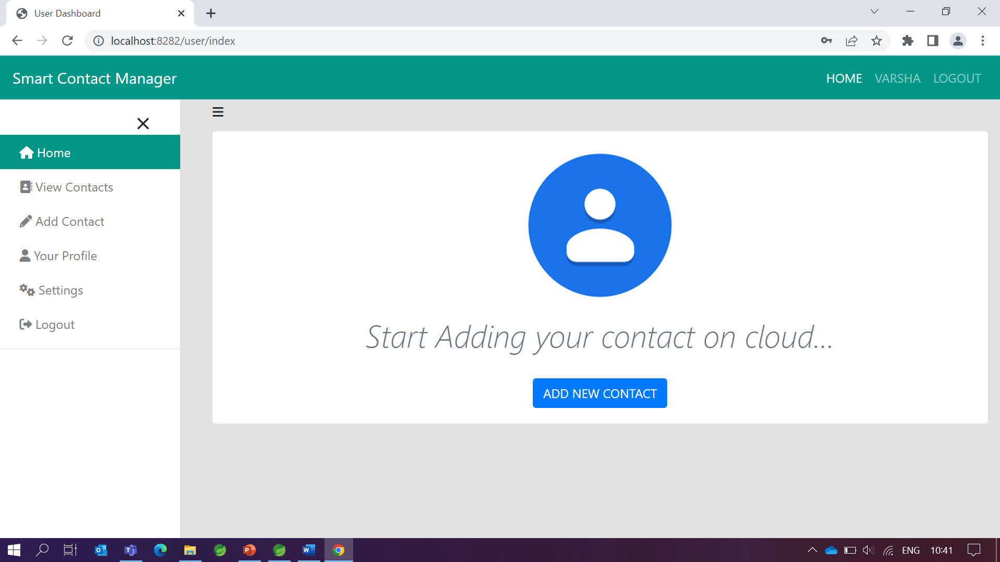 User Dashboard
localhost:8282/user/index
Smart Contact Manager
HOME VARSHA LOGOUT
Home
View Contacts
Add Contact
Your Profile
Settings
Logout
Start Adding your contact on cloud...
ADD NEW CONTACT
ENG 10:41